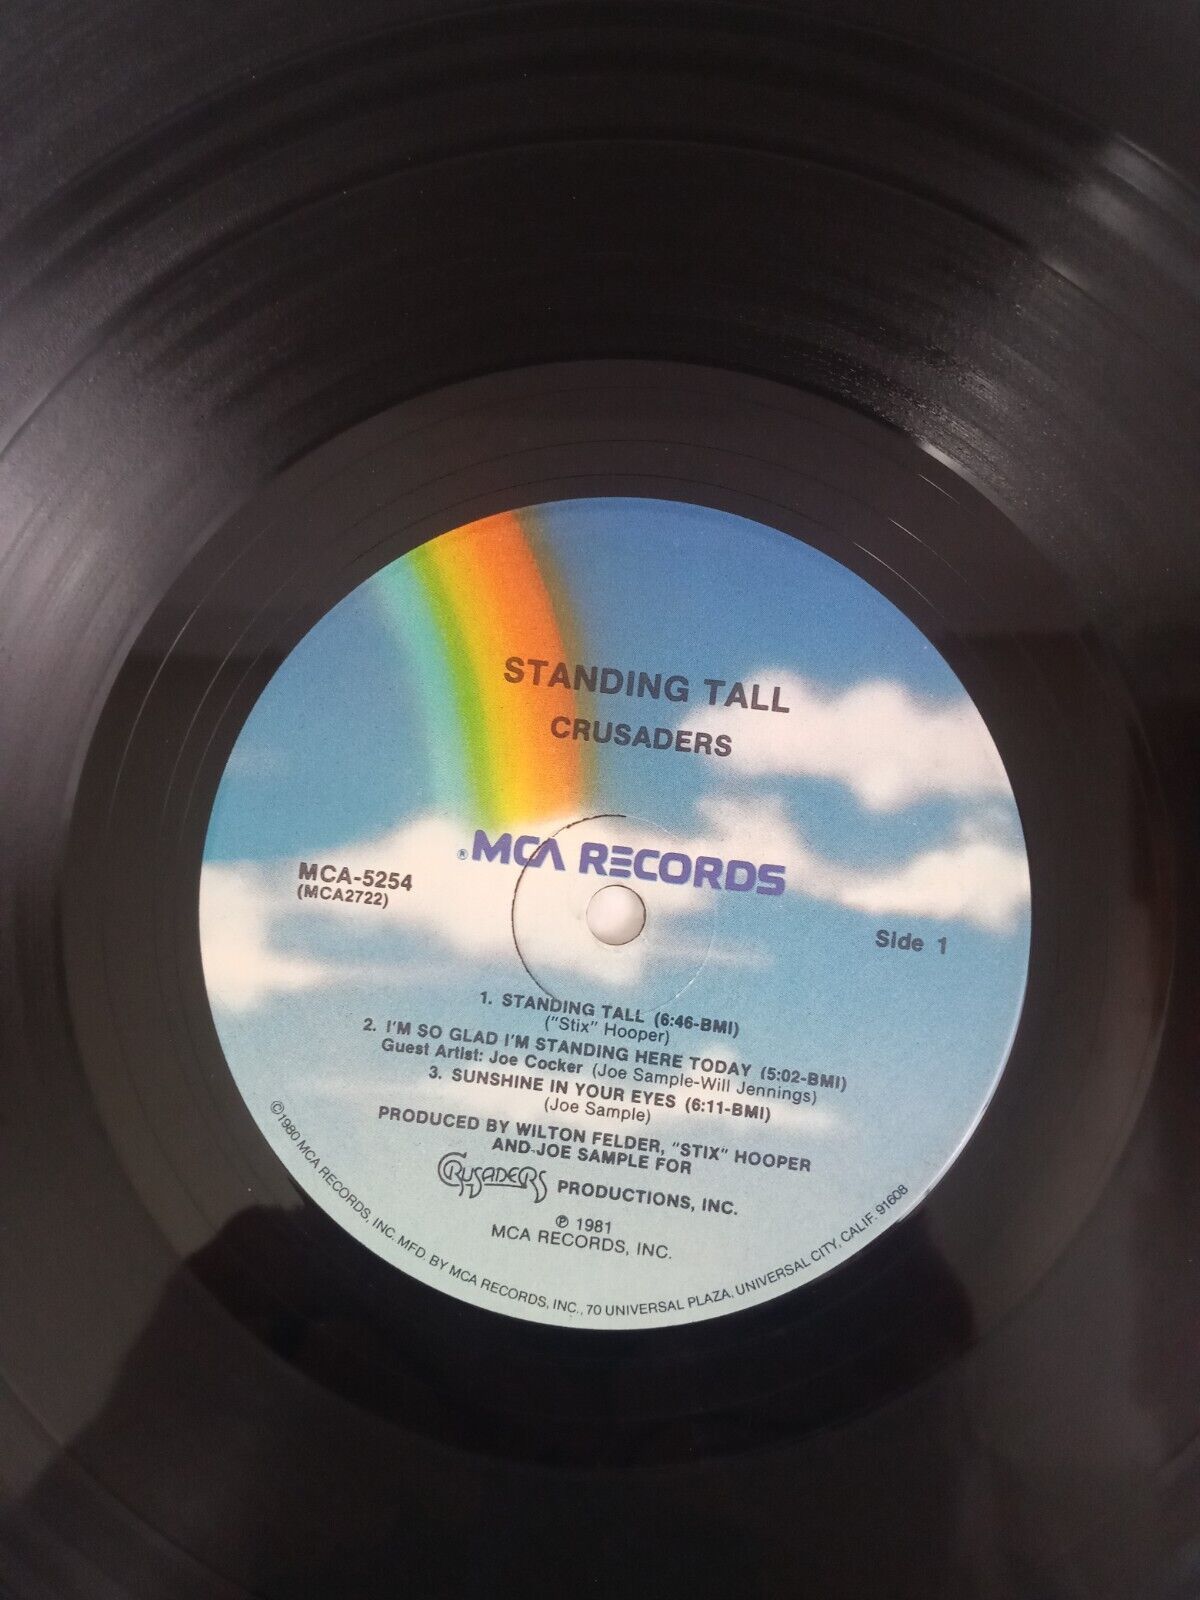 STANDING TALL
CRUSADERS
® MCA RECORDS
MCA-5254
(MCA2722)
Side 1
1. STANDING TALL (6:46-BMI)
("Stix" Hooper)
2. I'M SO GLAD I'M STANDING HERE TODAY (5:02-BMI)
Guest Artist: Joe Cocker (Joe Sample-Will Jennings)
3. SUNSHINE IN YOUR EYES (6:11-BMI)
(Joe Sample)
PRODUCED BY WILTON FELDER, "STIX" HOOPER
AND JOE SAMPLE FOR
CRUSADERS PRODUCTIONS, INC.
℗ 1981
MCA RECORDS, INC.
©1980 MCA RECORDS, INC. MFD. BY MCA RECORDS, INC., 70 UNIVERSAL PLAZA, UNIVERSAL CITY, CALIF. 91608